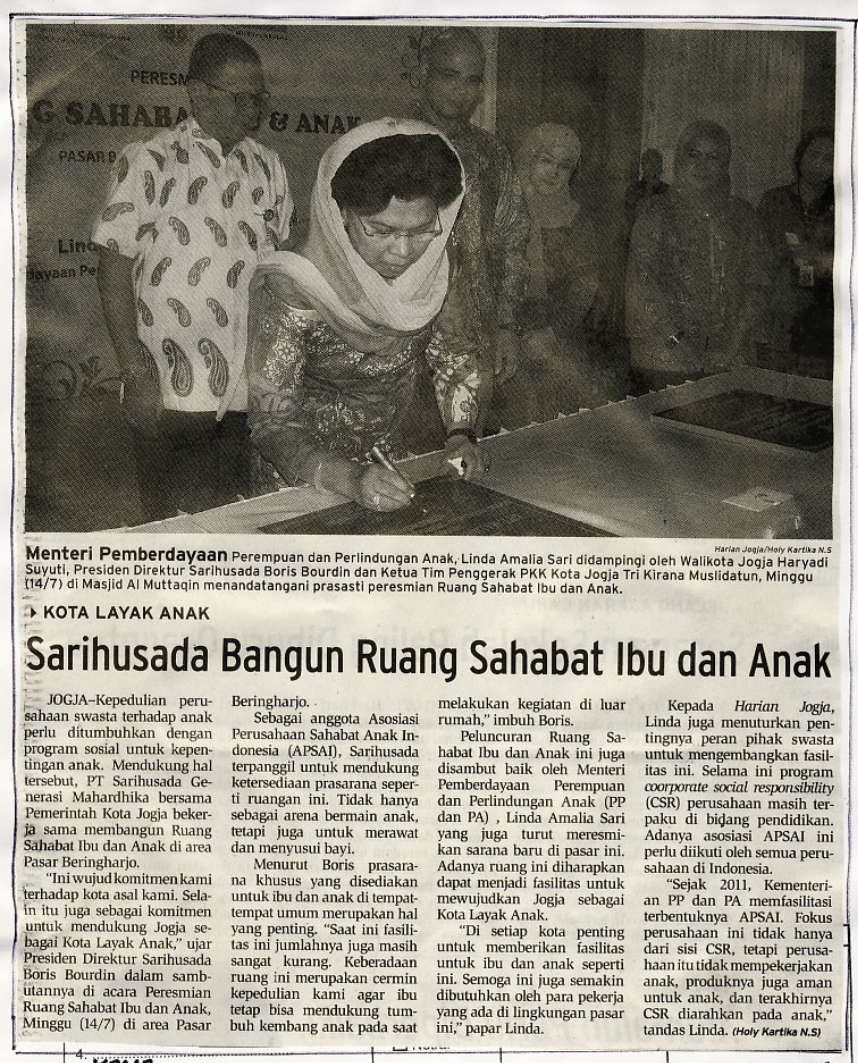 PERESM
G SAHABA & ANAK
PASAR B
Lind
dayaan Pe
Harian Jogja/Holy Kartika N.S
Menteri Pemberdayaan Perempuan dan Perlindungan Anak, Linda Amalia Sari didampingi oleh Walikota Jogja Haryadi
Suyuti, Presiden Direktur Sarihusada Boris Bourdin dan Ketua Tim Penggerak PKK Kota Jogja Tri Kirana Muslidatun, Minggu
(14/7) di Masjid Al Muttaqin menandatangani prasasti peresmian Ruang Sahabat Ibu dan Anak.
KOTA LAYAK ANAK
Sarihusada Bangun Ruang Sahabat Ibu dan Anak
JOGJA–Kepedulian peru-
sahaan swasta terhadap anak
perlu ditumbuhkan dengan
program sosial untuk kepen-
tingan anak. Mendukung hal
tersebut, PT Sarihusada Ge-
nerasi Mahardhika bersama
Pemerintah Kota Jogja beker-
ja sama membangun Ruang
Sahabat Ibu dan Anak di area
Pasar Beringharjo.
"Ini wujud komitmen kami
terhadap kota asal kami. Sela-
in itu juga sebagai komitmen
untuk mendukung Jogja se-
bagai Kota Layak Anak," ujar
Presiden Direktur Sarihusada
Boris Bourdin dalam samb-
utannya di acara Peresmian
Ruang Sahabat Ibu dan Anak,
Minggu (14/7) di area Pasar
Beringharjo.
Sebagai anggota Asosiasi
Perusahaan Sahabat Anak In-
donesia (APSAI), Sarihusada
terpanggil untuk mendukung
ketersediaan prasarana seper-
ti ruangan ini. Tidak hanya
sebagai arena bermain anak,
tetapi juga untuk merawat
dan menyusui bayi.
Menurut Boris prasara-
na khusus yang disediakan
untuk ibu dan anak di tempat-
tempat umum merupakan hal
yang penting. "Saat ini fasili-
tas ini jumlahnya juga masih
sangat kurang. Keberadaan
ruang ini merupakan cermin
kepedulian kami agar ibu
tetap bisa mendukung tum-
buh kembang anak pada saat
melakukan kegiatan di luar
rumah," imbuh Boris.
Peluncuran Ruang Sa-
habat Ibu dan Anak ini juga
disambut baik oleh Menteri
Pemberdayaan Perempuan
dan Perlindungan Anak (PP
dan PA) , Linda Amalia Sari
yang juga turut meresmi-
kan sarana baru di pasar ini.
Adanya ruang ini diharapkan
dapat menjadi fasilitas untuk
mewujudkan Jogja sebagai
Kota Layak Anak.
"Di setiap kota penting
untuk memberikan fasilitas
untuk ibu dan anak seperti
ini. Semoga ini juga semakin
dibutuhkan oleh para pekerja
yang ada di lingkungan pasar
ini," papar Linda.
Kepada Harian Jogja,
Linda juga menuturkan pen-
tingnya peran pihak swasta
untuk mengembangkan fasil-
itas ini. Selama ini program
coorporate social responsibility
(CSR) perusahaan masih ter-
paku di bidang pendidikan.
Adanya asosiasi APSAI ini
perlu diikuti oleh semua peru-
sahaan di Indonesia.
"Sejak 2011, Kementeri-
an PP dan PA memfasilitasi
terbentuknya APSAI. Fokus
perusahaan ini tidak hanya
dari sisi CSR, tetapi perusa-
haan itu tidak mempekerjakan
anak, produknya juga aman
untuk anak, dan terakhirnya
CSR diarahkan pada anak,"
tandas Linda. (Holy Kartika N.S)
4.